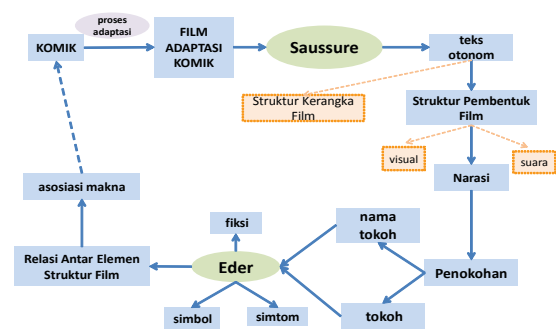 proses
adaptasi
KOMIK
FILM
ADAPTASI
KOMIK
Saussure
teks
otonom
Struktur Kerangka
Film
Struktur Pembentuk
Film
visual
suara
Narasi
asosiasi makna
fiksi
nama
tokoh
Relasi Antar Elemen
Struktur Film
Eder
Penokohan
simbol
simtom
tokoh